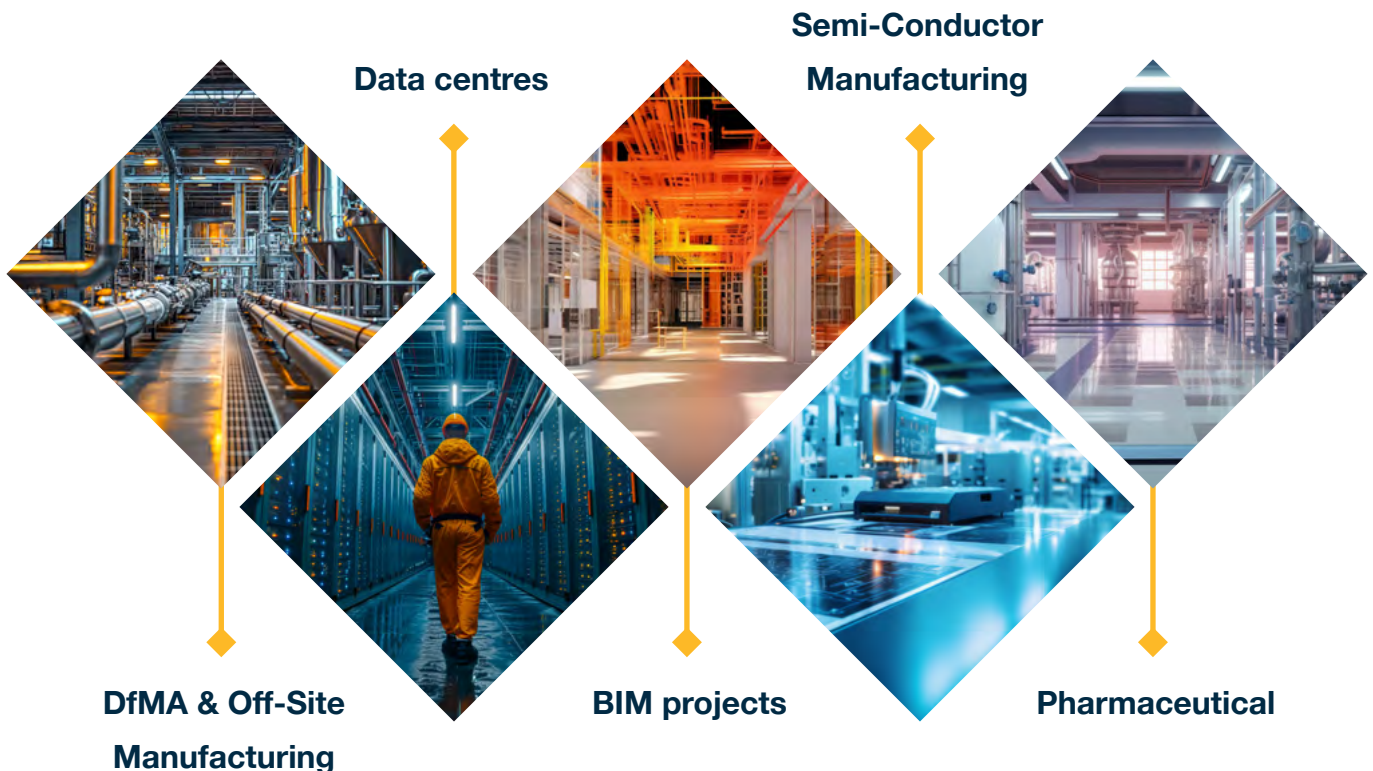 Semi-Conductor
Manufacturing
Data centres
DfMA & Off-Site
Manufacturing
BIM projects
Pharmaceutical